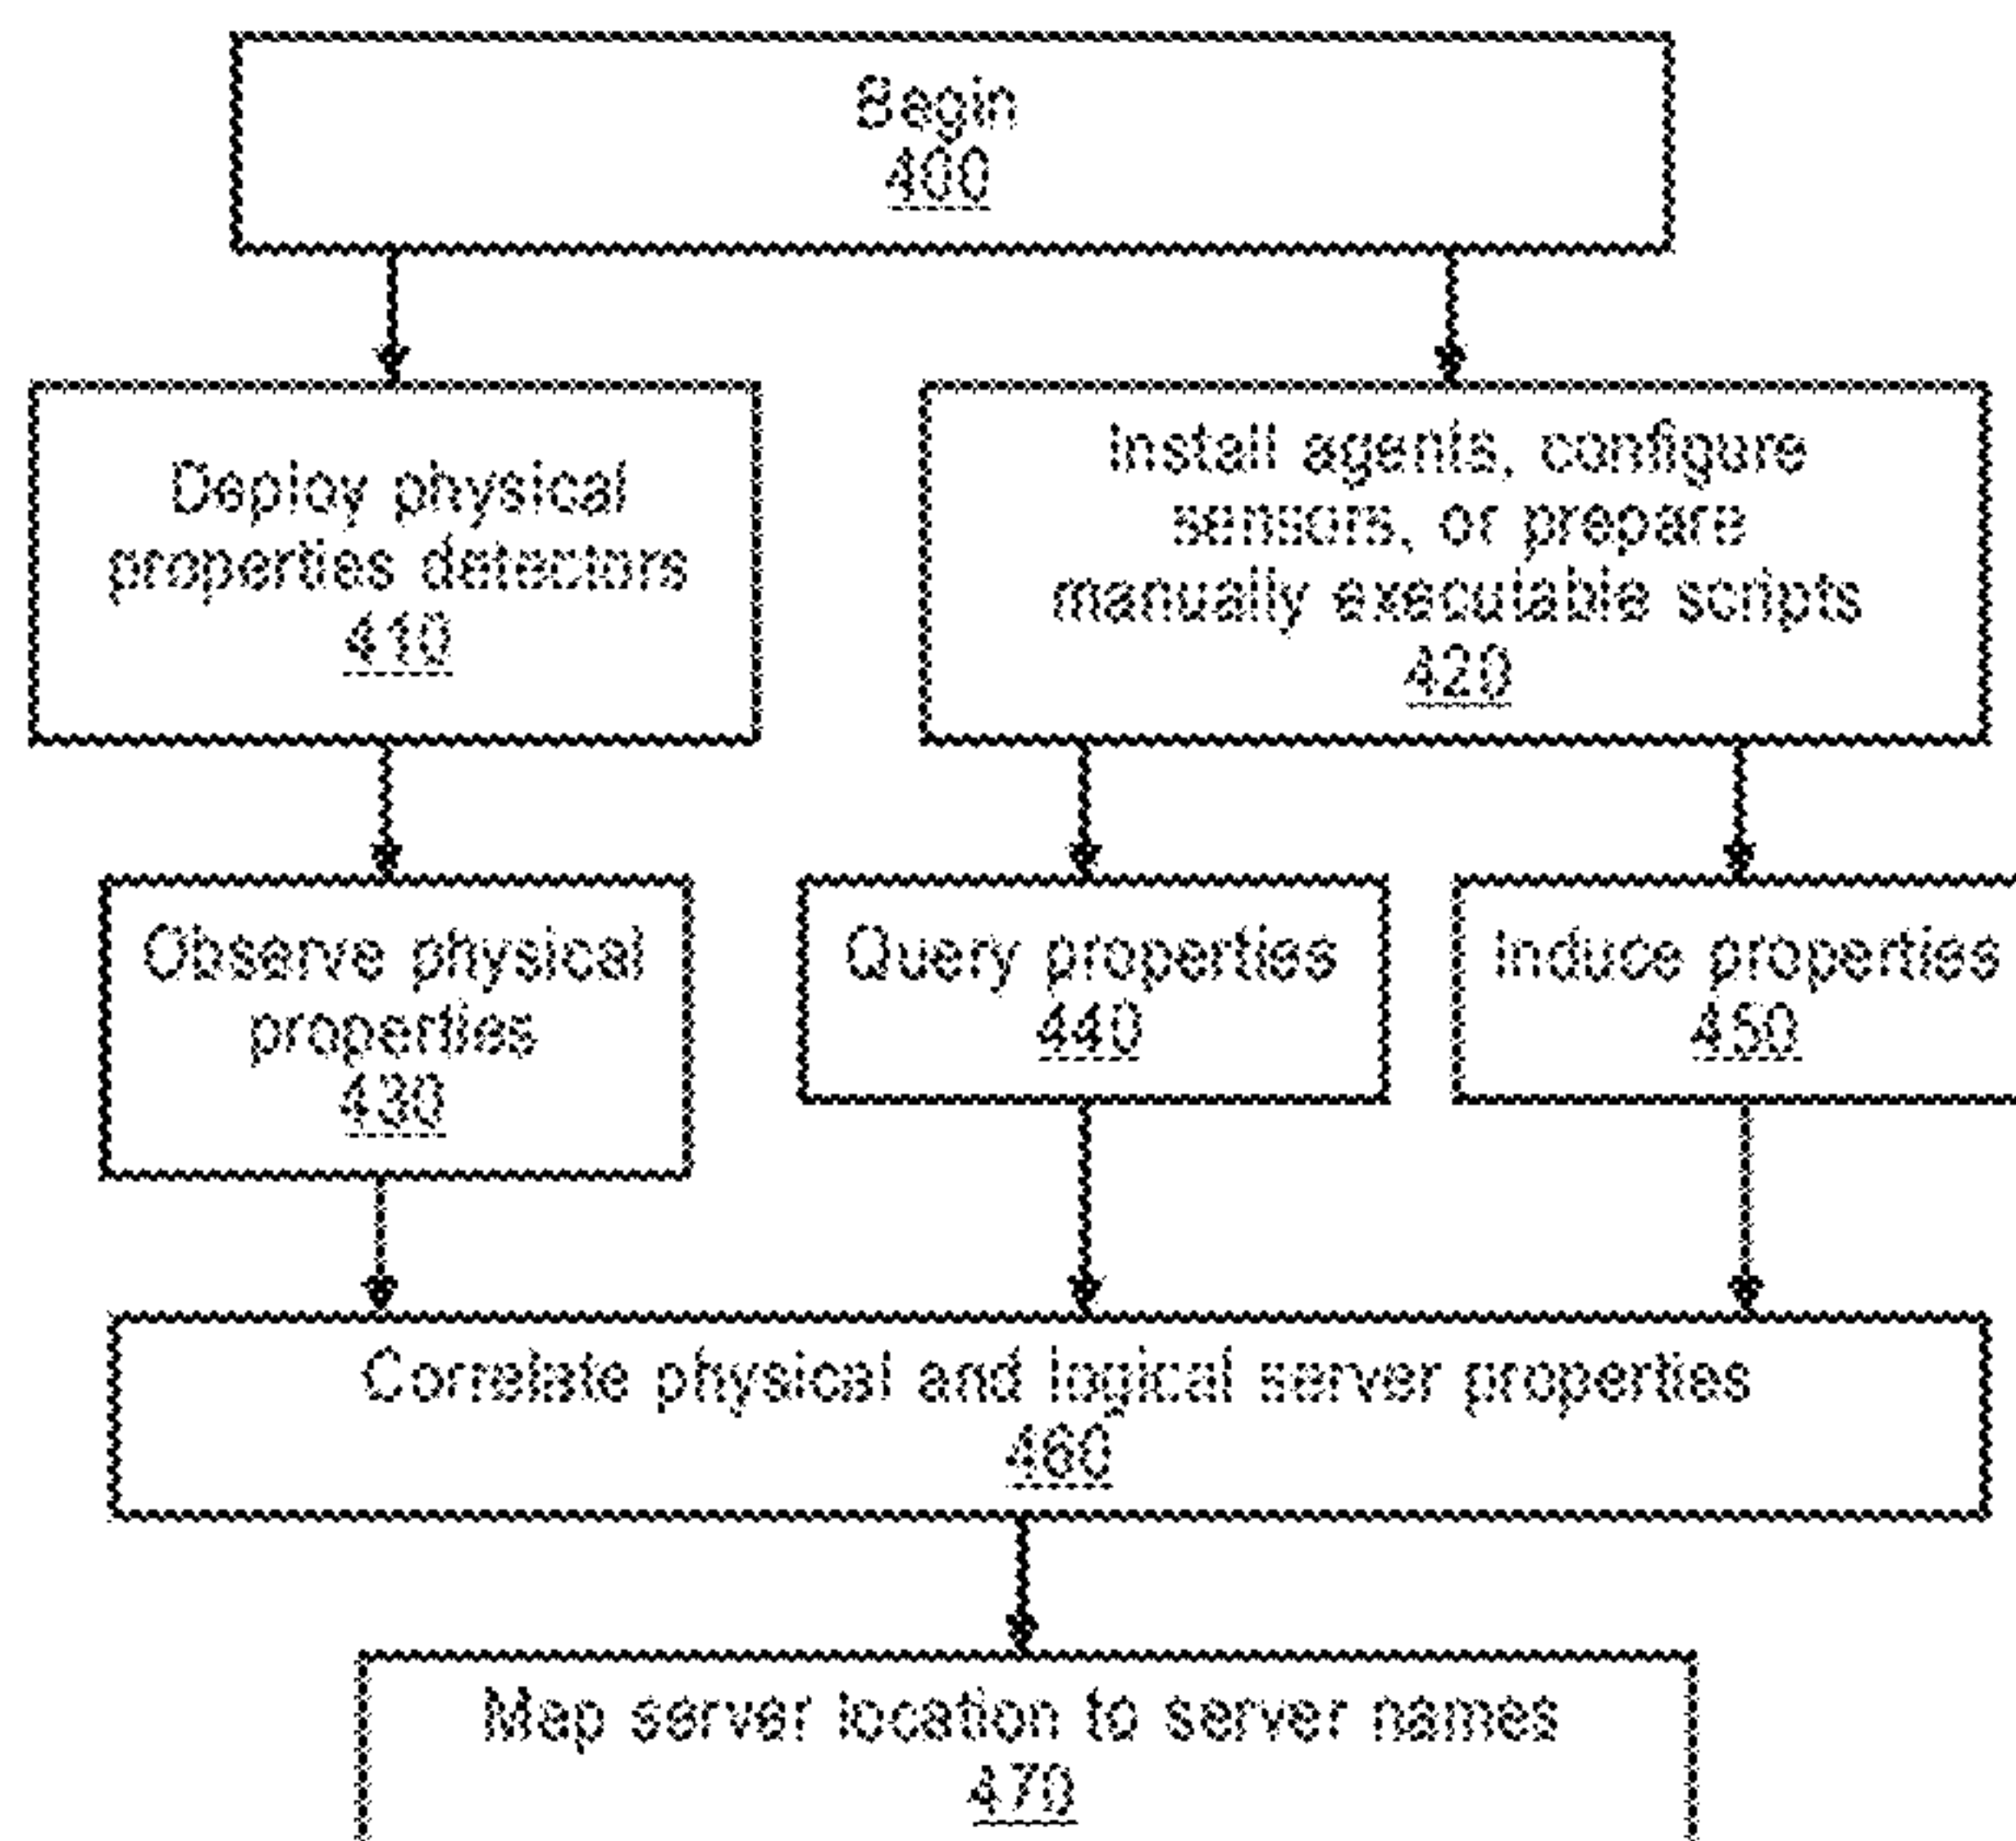 Begin
400
Deploy physical
properties detectors
410
Install agents, configure
sensors, or prepare
manually executable scripts
420
Observe physical
properties
430
Query properties
440
Induce properties
450
Correlate physical and logical server properties
460
Map server location to server names
470